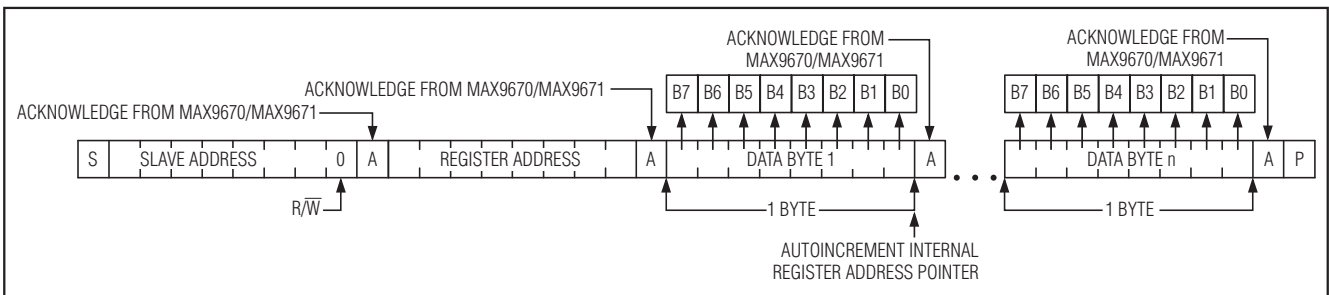 ACKNOWLEDGE FROM
MAX9670/MAX9671
ACKNOWLEDGE FROM
MAX9670/MAX9671
ACKNOWLEDGE FROM MAX9670/MAX9671
ACKNOWLEDGE FROM MAX9670/MAX9671
B7 B6 B5 B4 B3 B2 B1 B0
B7 B6 B5 B4 B3 B2 B1 B0
S SLAVE ADDRESS 0 A REGISTER ADDRESS A DATA BYTE 1 A • • • DATA BYTE n A P
R/W̅
1 BYTE
1 BYTE
AUTOINCREMENT INTERNAL
REGISTER ADDRESS POINTER